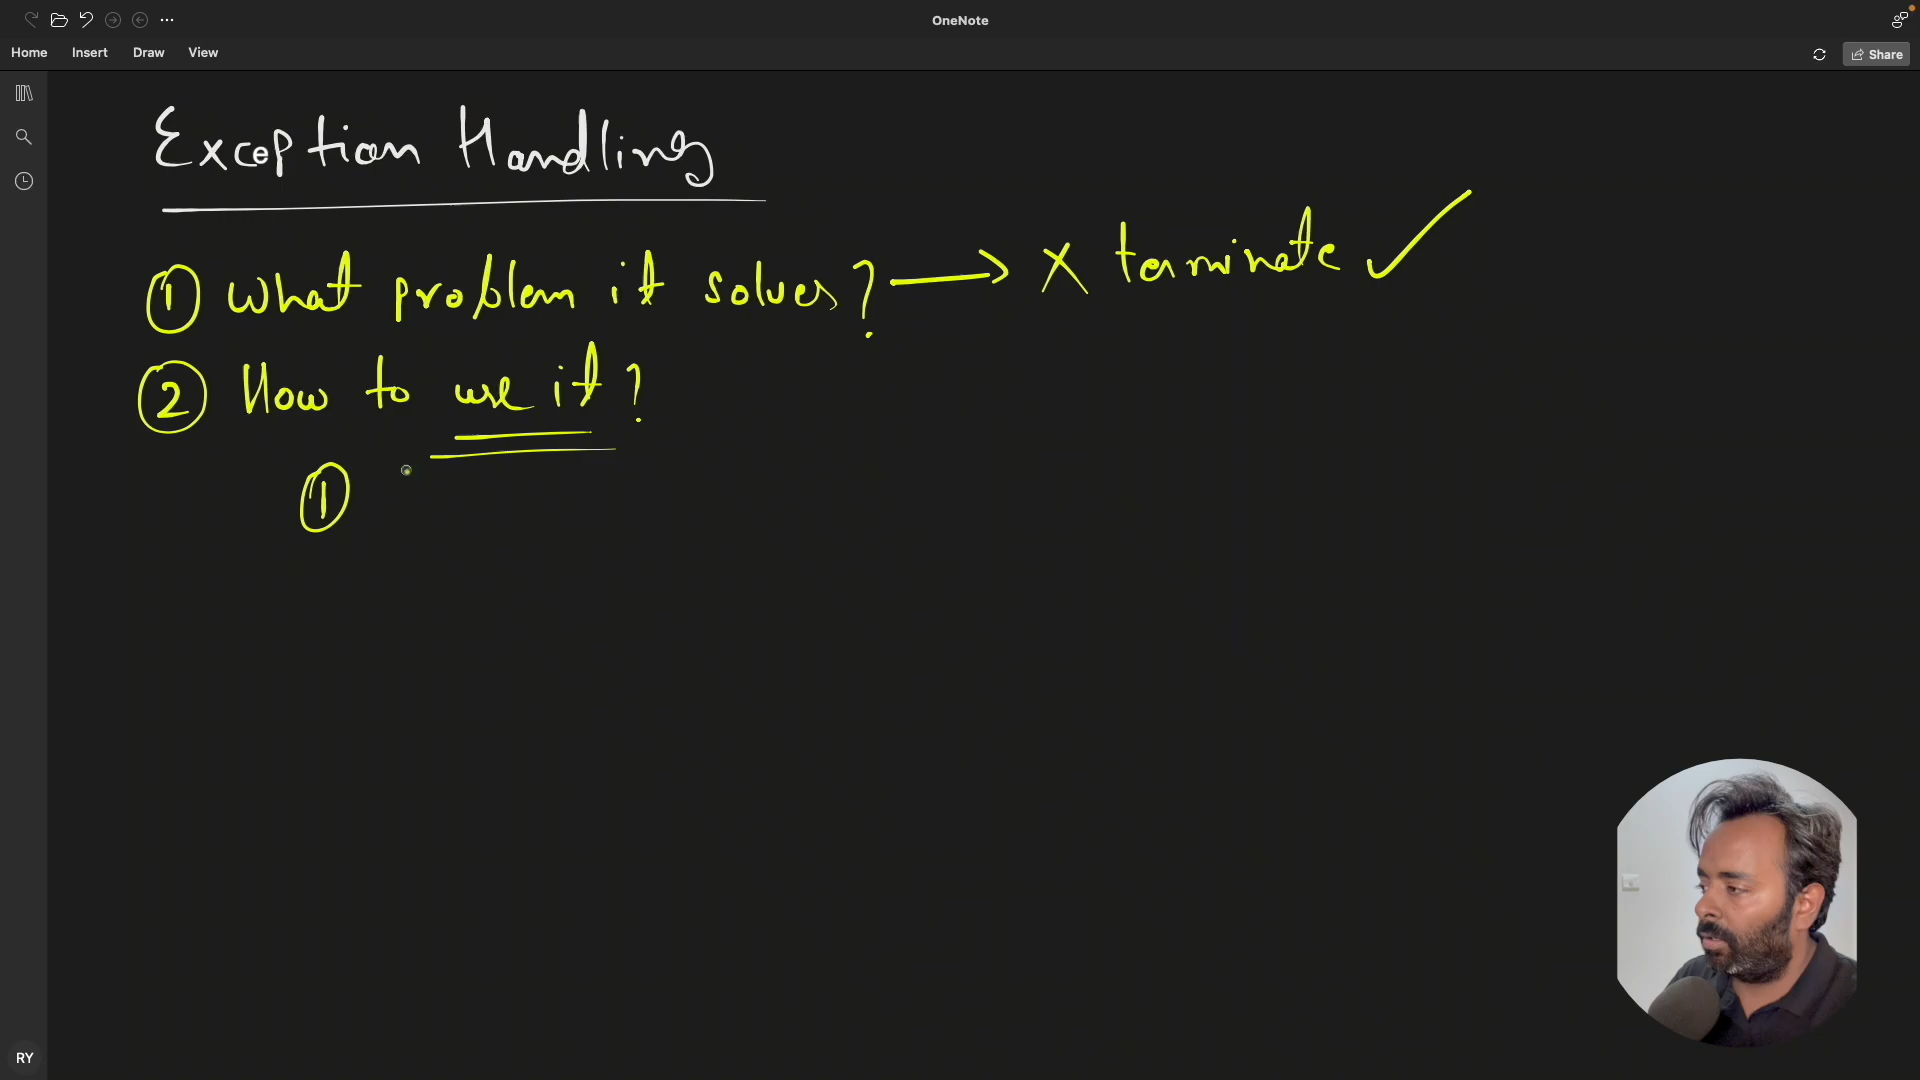 OneNote
Home Insert Draw View
Share
Exception Handling
① What problem it solves? → X terminate ✓
② How to use it?
①
RY